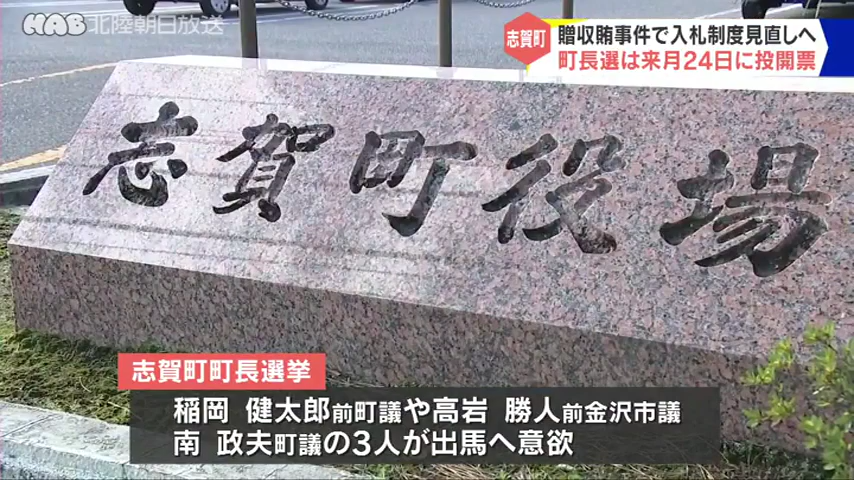 HAB北陸朝日放送
志賀町
贈収賄事件で入札制度見直しへ
町長選は来月24日に投開票
志賀町役場
志賀町町長選挙
稲岡 健太郎前町議や高岩 勝人前金沢市議
南 政夫町議の3人が出馬へ意欲